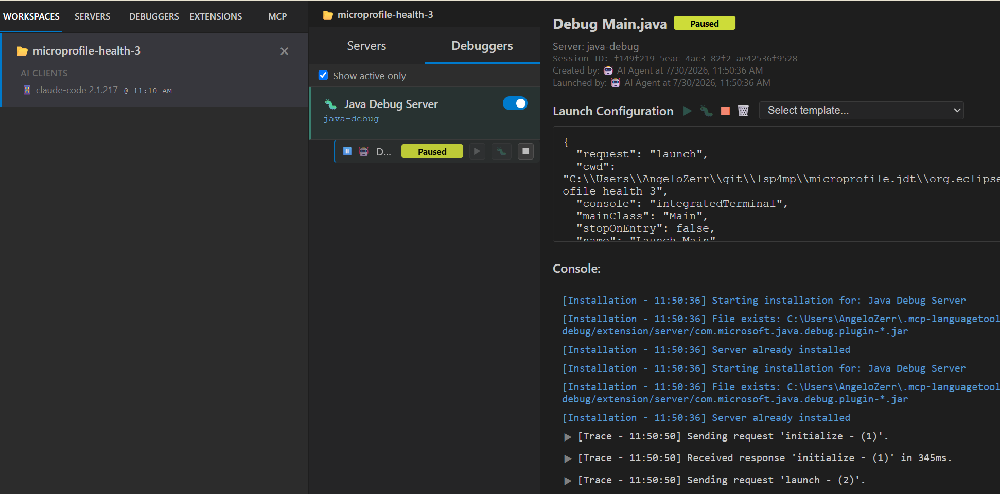 WORKSPACES SERVERS DEBUGGERS EXTENSIONS MCP
microprofile-health-3
AI CLIENTS
claude-code 2.1.217 @ 11:10 AM
microprofile-health-3
Servers Debuggers
Show active only
Java Debug Server
java-debug
D... Paused
Debug Main.java Paused
Server: java-debug
Session ID: f149f219-5eac-4ac3-82f2-ae42536f9528
Created by: AI Agent at 7/30/2026, 11:50:36 AM
Launched by: AI Agent at 7/30/2026, 11:50:36 AM
Launch Configuration Select template...
{
"request": "launch",
"cwd":
"C:\\Users\\AngeloZerr\\git\\lsp4mp\\microprofile.jdt\\org.eclipse
ofile-health-3",
"console": "integratedTerminal",
"mainClass": "Main",
"stopOnEntry": false,
"name": "Launch Main"
Console:
[Installation - 11:50:36] Starting installation for: Java Debug Server
[Installation - 11:50:36] File exists: C:\Users\AngeloZerr\.mcp-languagetool
debug/extension/server/com.microsoft.java.debug.plugin-*.jar
[Installation - 11:50:36] Server already installed
[Installation - 11:50:36] Starting installation for: Java Debug Server
[Installation - 11:50:36] File exists: C:\Users\AngeloZerr\.mcp-languagetool
debug/extension/server/com.microsoft.java.debug.plugin-*.jar
[Installation - 11:50:36] Server already installed
[Trace - 11:50:50] Sending request 'initialize - (1)'.
[Trace - 11:50:50] Received response 'initialize - (1)' in 345ms.
[Trace - 11:50:50] Sending request 'launch - (2)'.